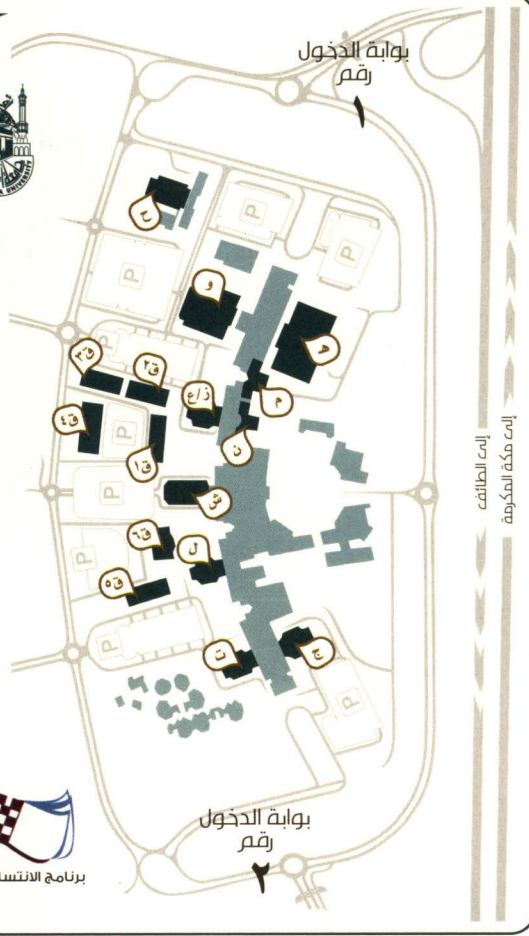 بوابة الدخول
رقم
١
و
م
ن
ز/ع
ق٣
ق٢
ق٤
ق١
ش
ق٦
ل
ق٥
ت
ج
P
P
P
P
P
P
P
P
إلى الطائف
إلى مكة المكرمة
بوابة الدخول
رقم
٢
برنامج الانتسا